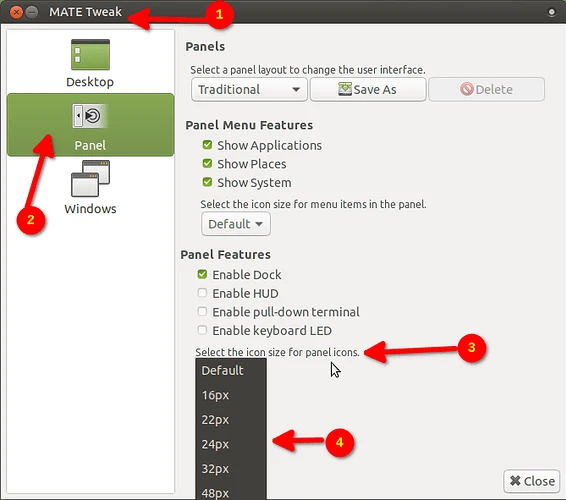 MATE Tweak
1
Desktop
Panel
2
Windows
Panels
Select a panel layout to change the user interface.
Traditional
Save As
Delete
Panel Menu Features
Show Applications
Show Places
Show System
Select the icon size for menu items in the panel.
Default
Panel Features
Enable Dock
Enable HUD
Enable pull-down terminal
Enable keyboard LED
Select the icon size for panel icons.
3
Default
16px
22px
24px
4
32px
48px
Close